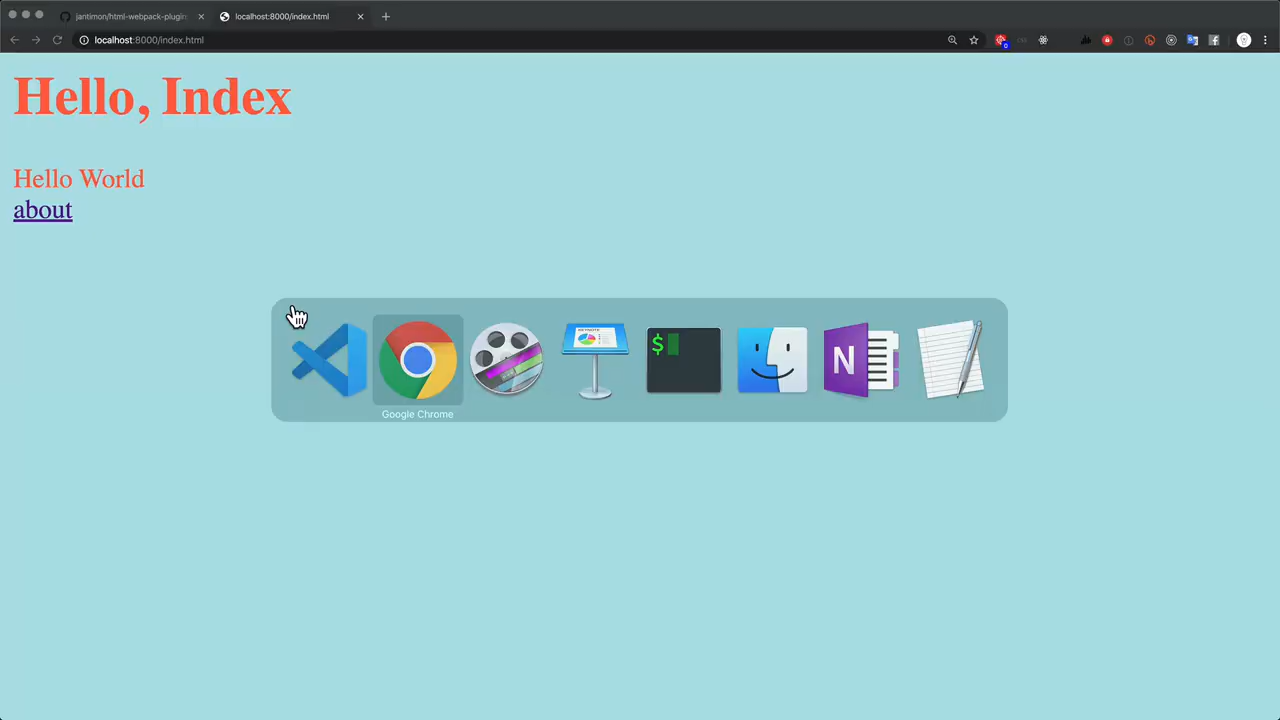 jantimon/html-webpack-plugin:
localhost:8000/index.html
localhost:8000/index.html
Hello, Index
Hello World
about
KEYNOTE
$
N
Google Chrome